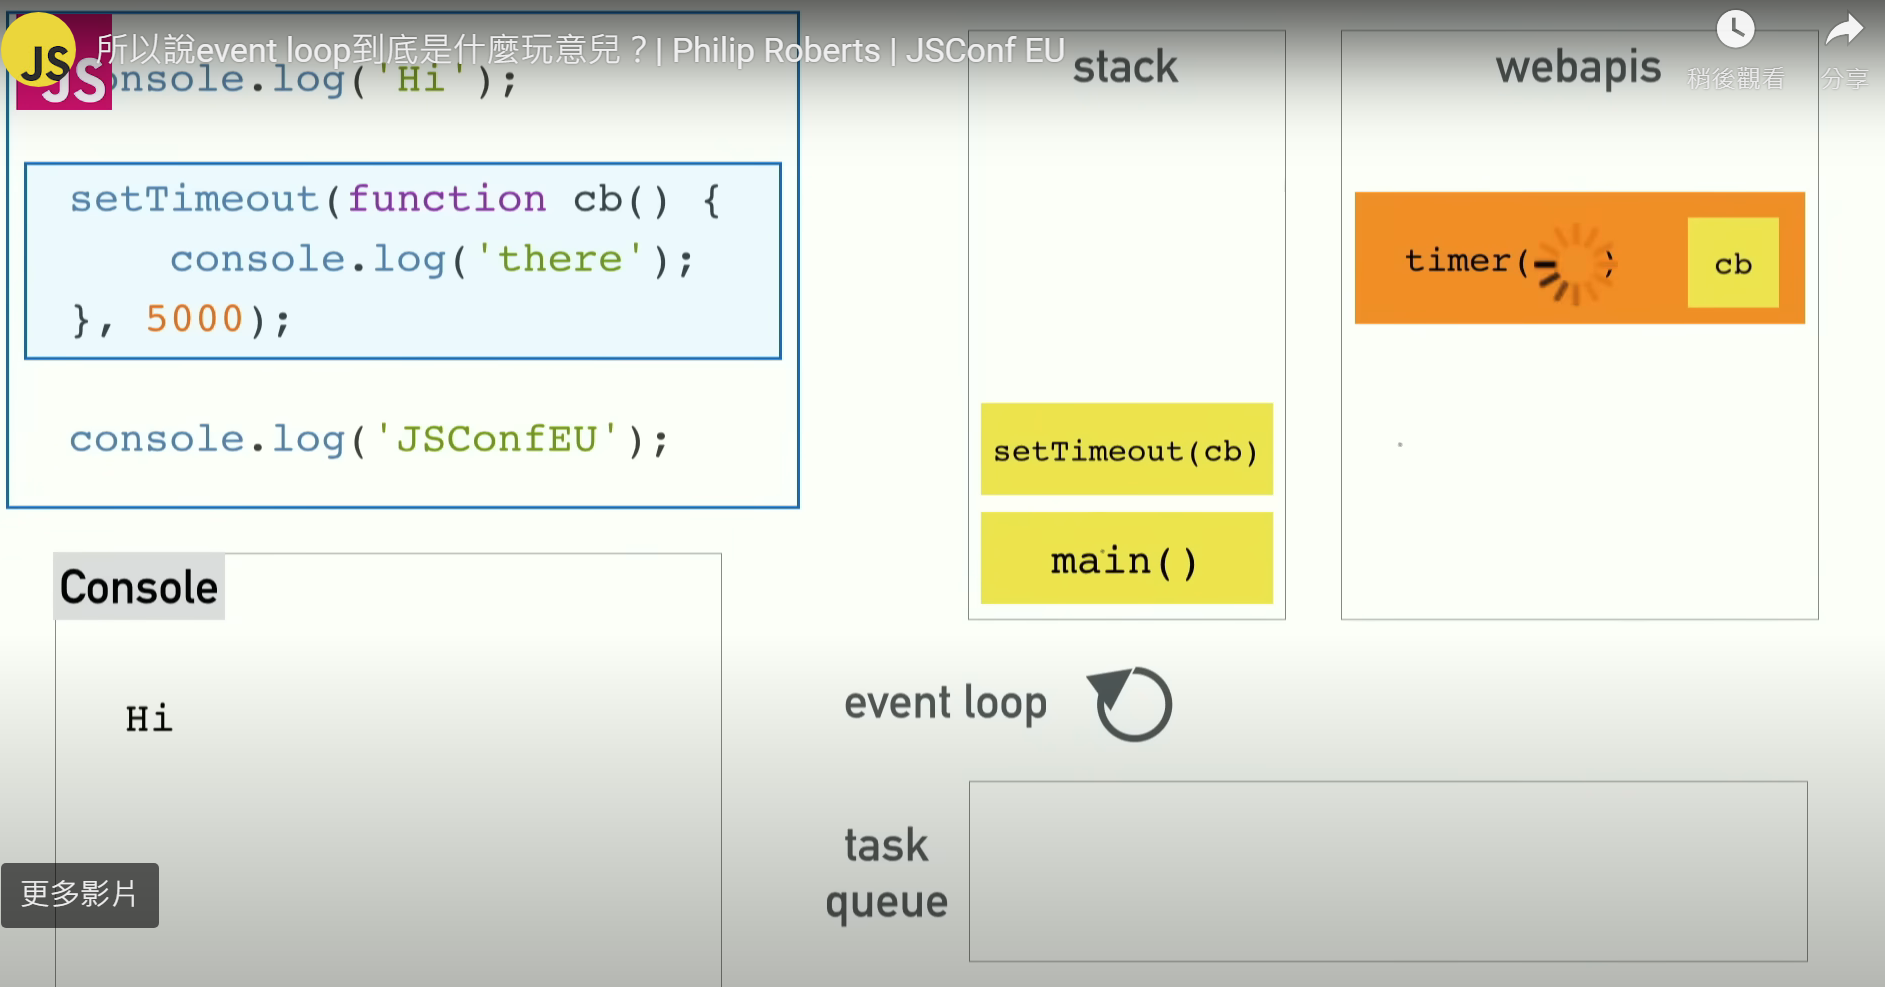 所以說event loop到底是什麼玩意兒？| Philip Roberts | JSConf EU
JS
JS
稍後觀看
分享
console.log('Hi');
setTimeout(function cb() {
console.log('there');
}, 5000);
console.log('JSConfEU');
Console
Hi
stack
setTimeout(cb)
main()
webapis
timer( )
cb
event loop
task
queue
更多影片